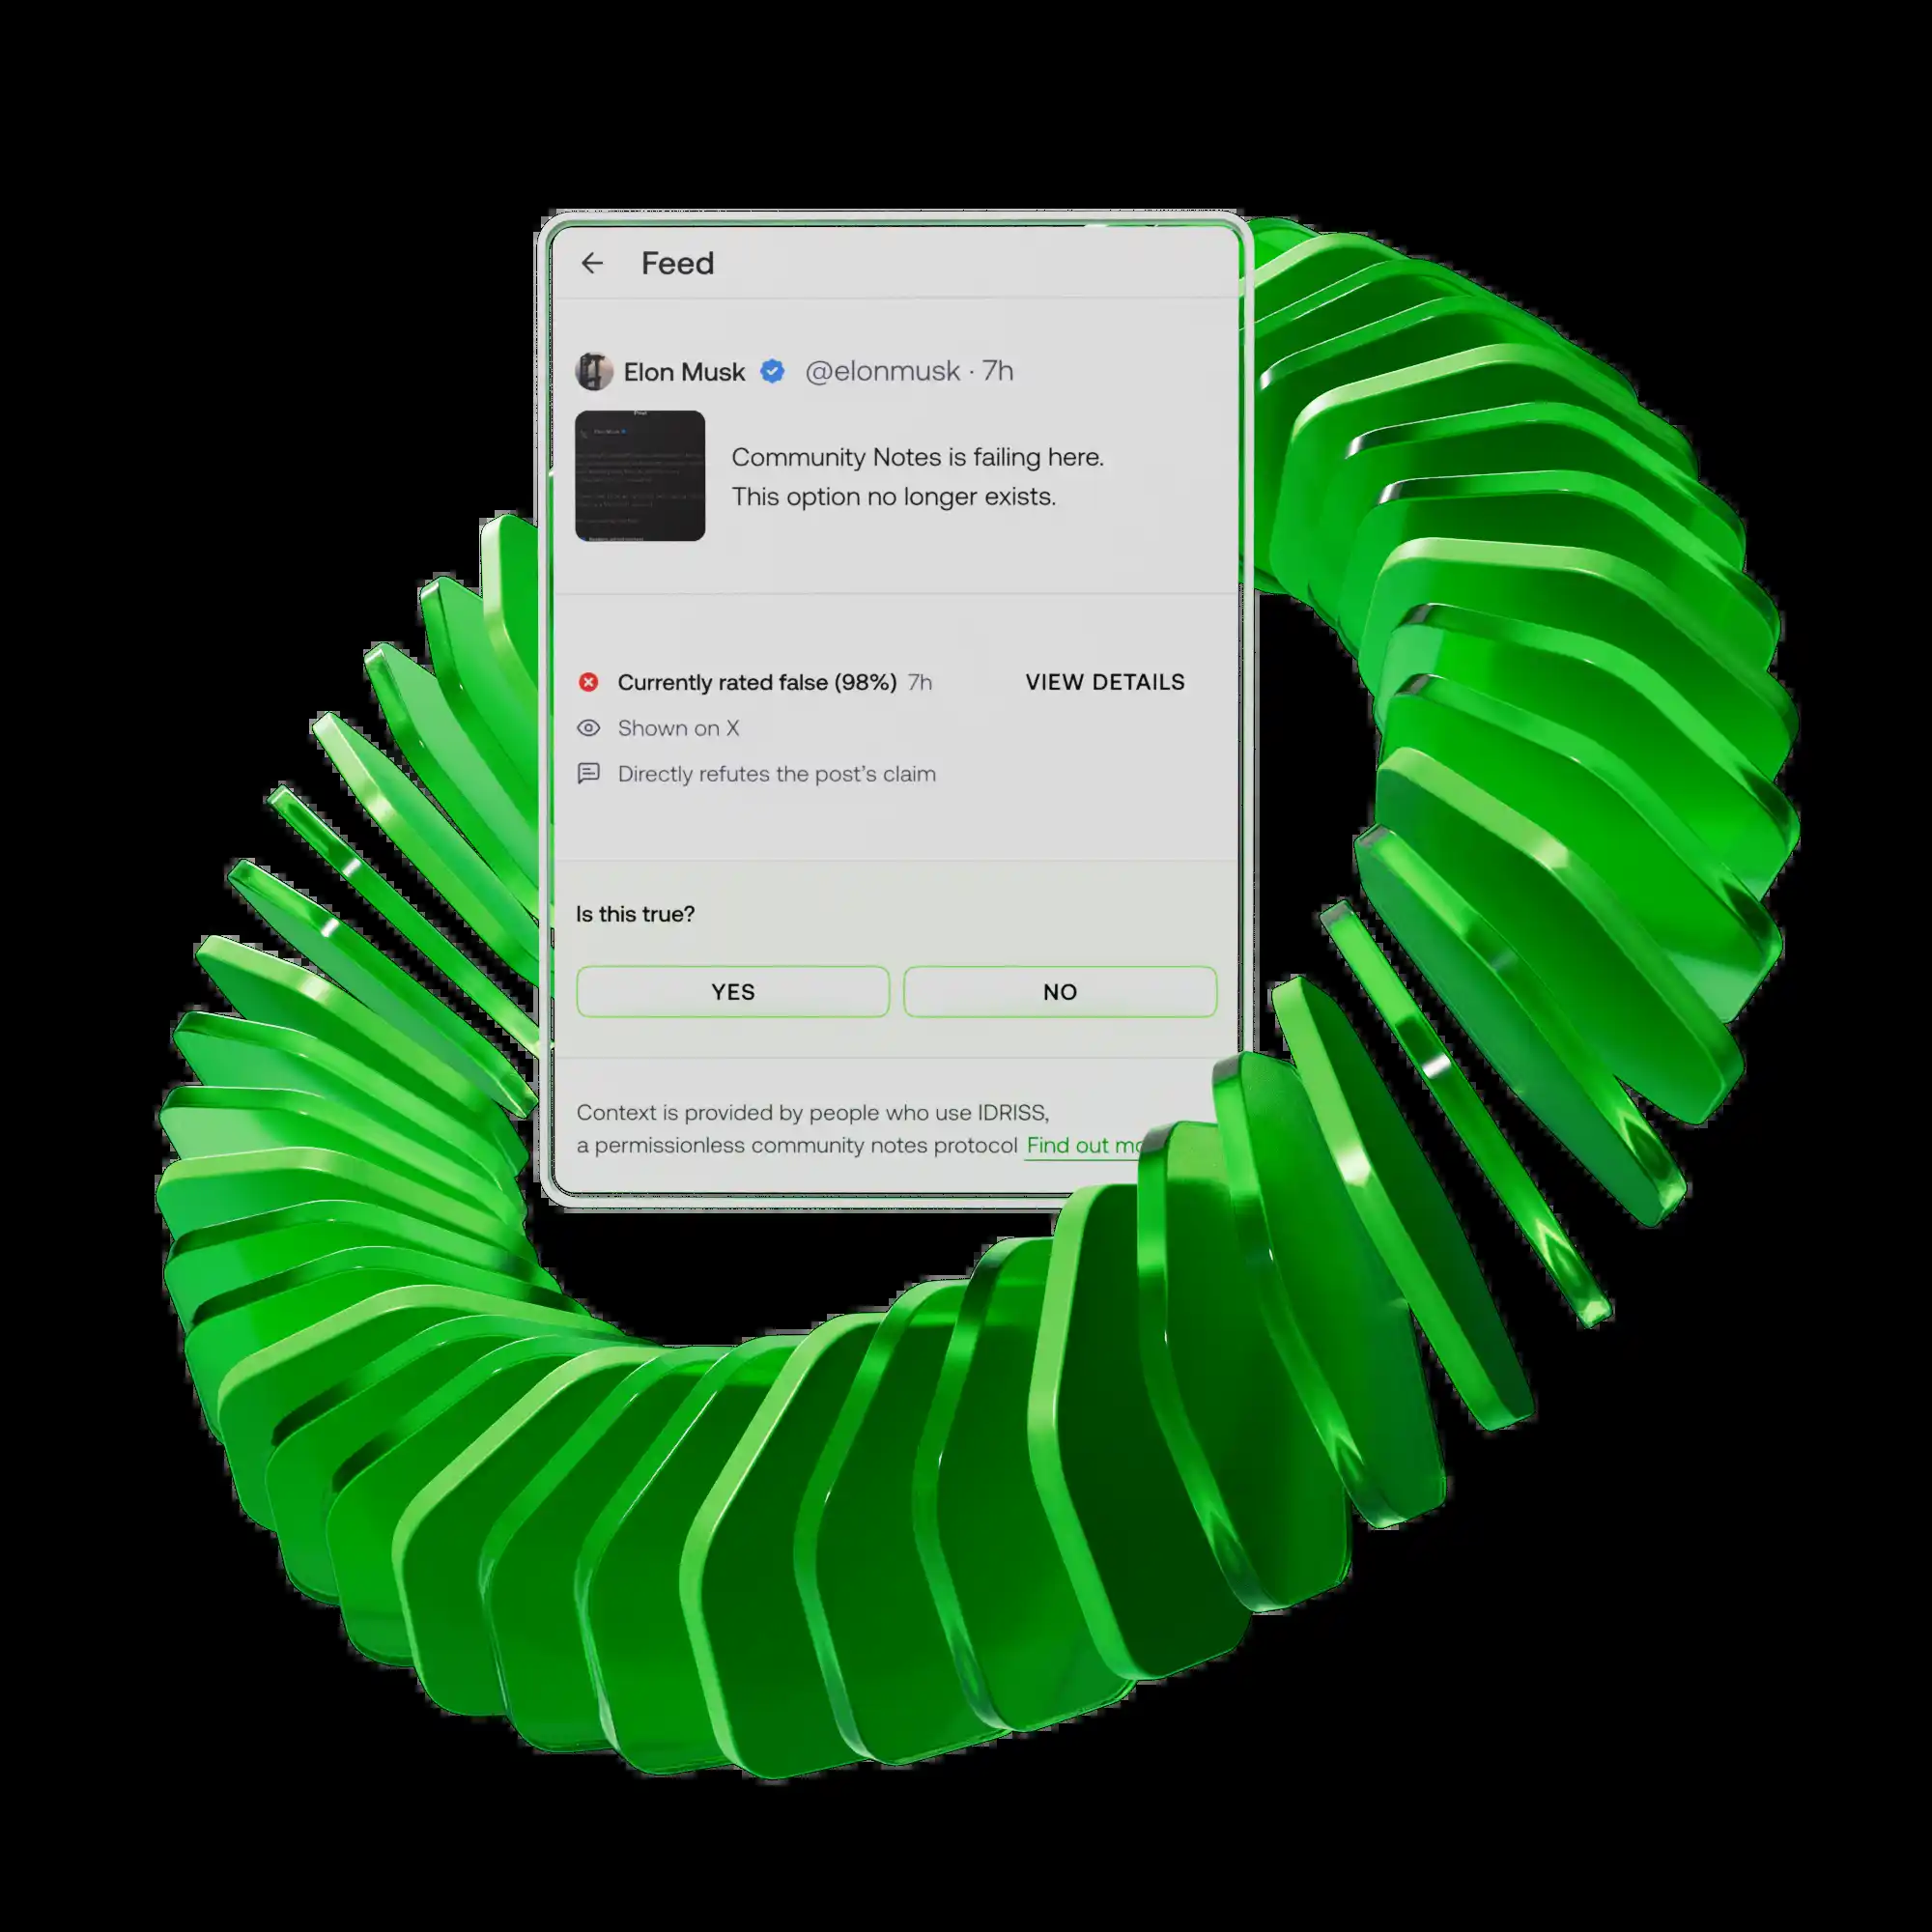 Feed
Elon Musk @elonmusk · 7h
Community Notes is failing here.
This option no longer exists.
Currently rated false (98%) 7h
VIEW DETAILS
Shown on X
Directly refutes the post's claim
Is this true?
YES
NO
Context is provided by people who use IDRISS,
a permissionless community notes protocol Find out